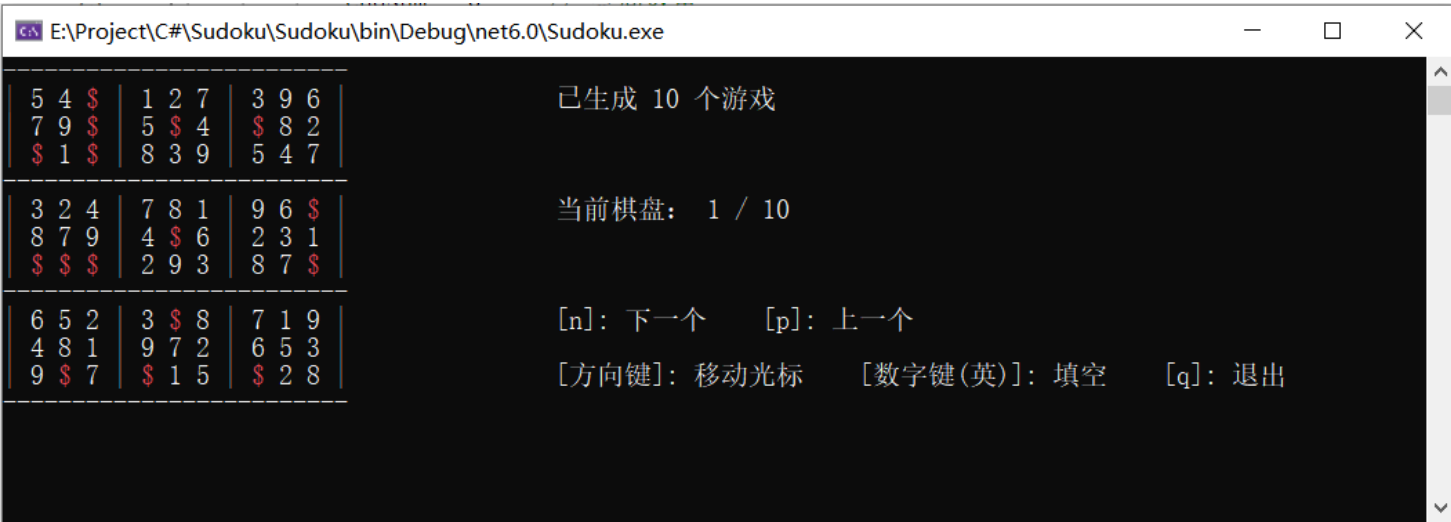 E:\Project\C#\Sudoku\Sudoku\bin\Debug\net6.0\Sudoku.exe
-------------------------
| 5 4 $ | 1 2 7 | 3 9 6 | 已生成 10 个游戏
| 7 9 $ | 5 $ 4 | $ 8 2 |
| $ 1 $ | 8 3 9 | 5 4 7 |
-------------------------
| 3 2 4 | 7 8 1 | 9 6 $ | 当前棋盘: 1 / 10
| 8 7 9 | 4 $ 6 | 2 3 1 |
| $ $ $ | 2 9 3 | 8 7 $ |
-------------------------
| 6 5 2 | 3 $ 8 | 7 1 9 | [n]: 下一个 [p]: 上一个
| 4 8 1 | 9 7 2 | 6 5 3 |
| 9 $ 7 | $ 1 5 | $ 2 8 | [方向键]: 移动光标 [数字键(英)]: 填空 [q]: 退出
-------------------------